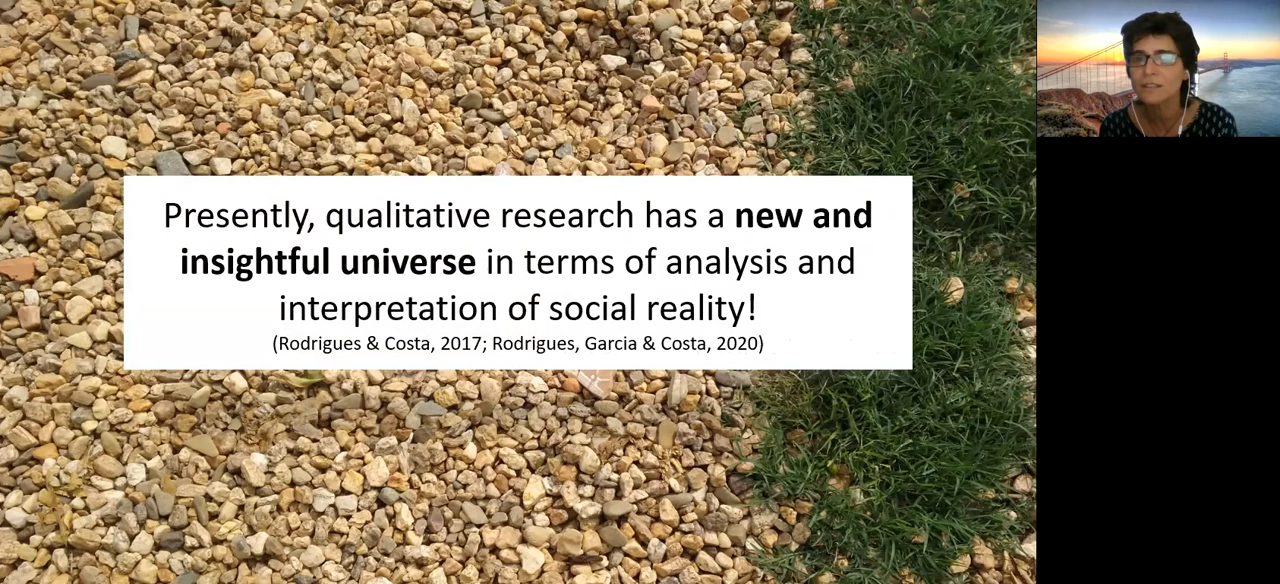 Presently, qualitative research has a new and
insightful universe in terms of analysis and
interpretation of social reality!
(Rodrigues & Costa, 2017; Rodrigues, Garcia & Costa, 2020)